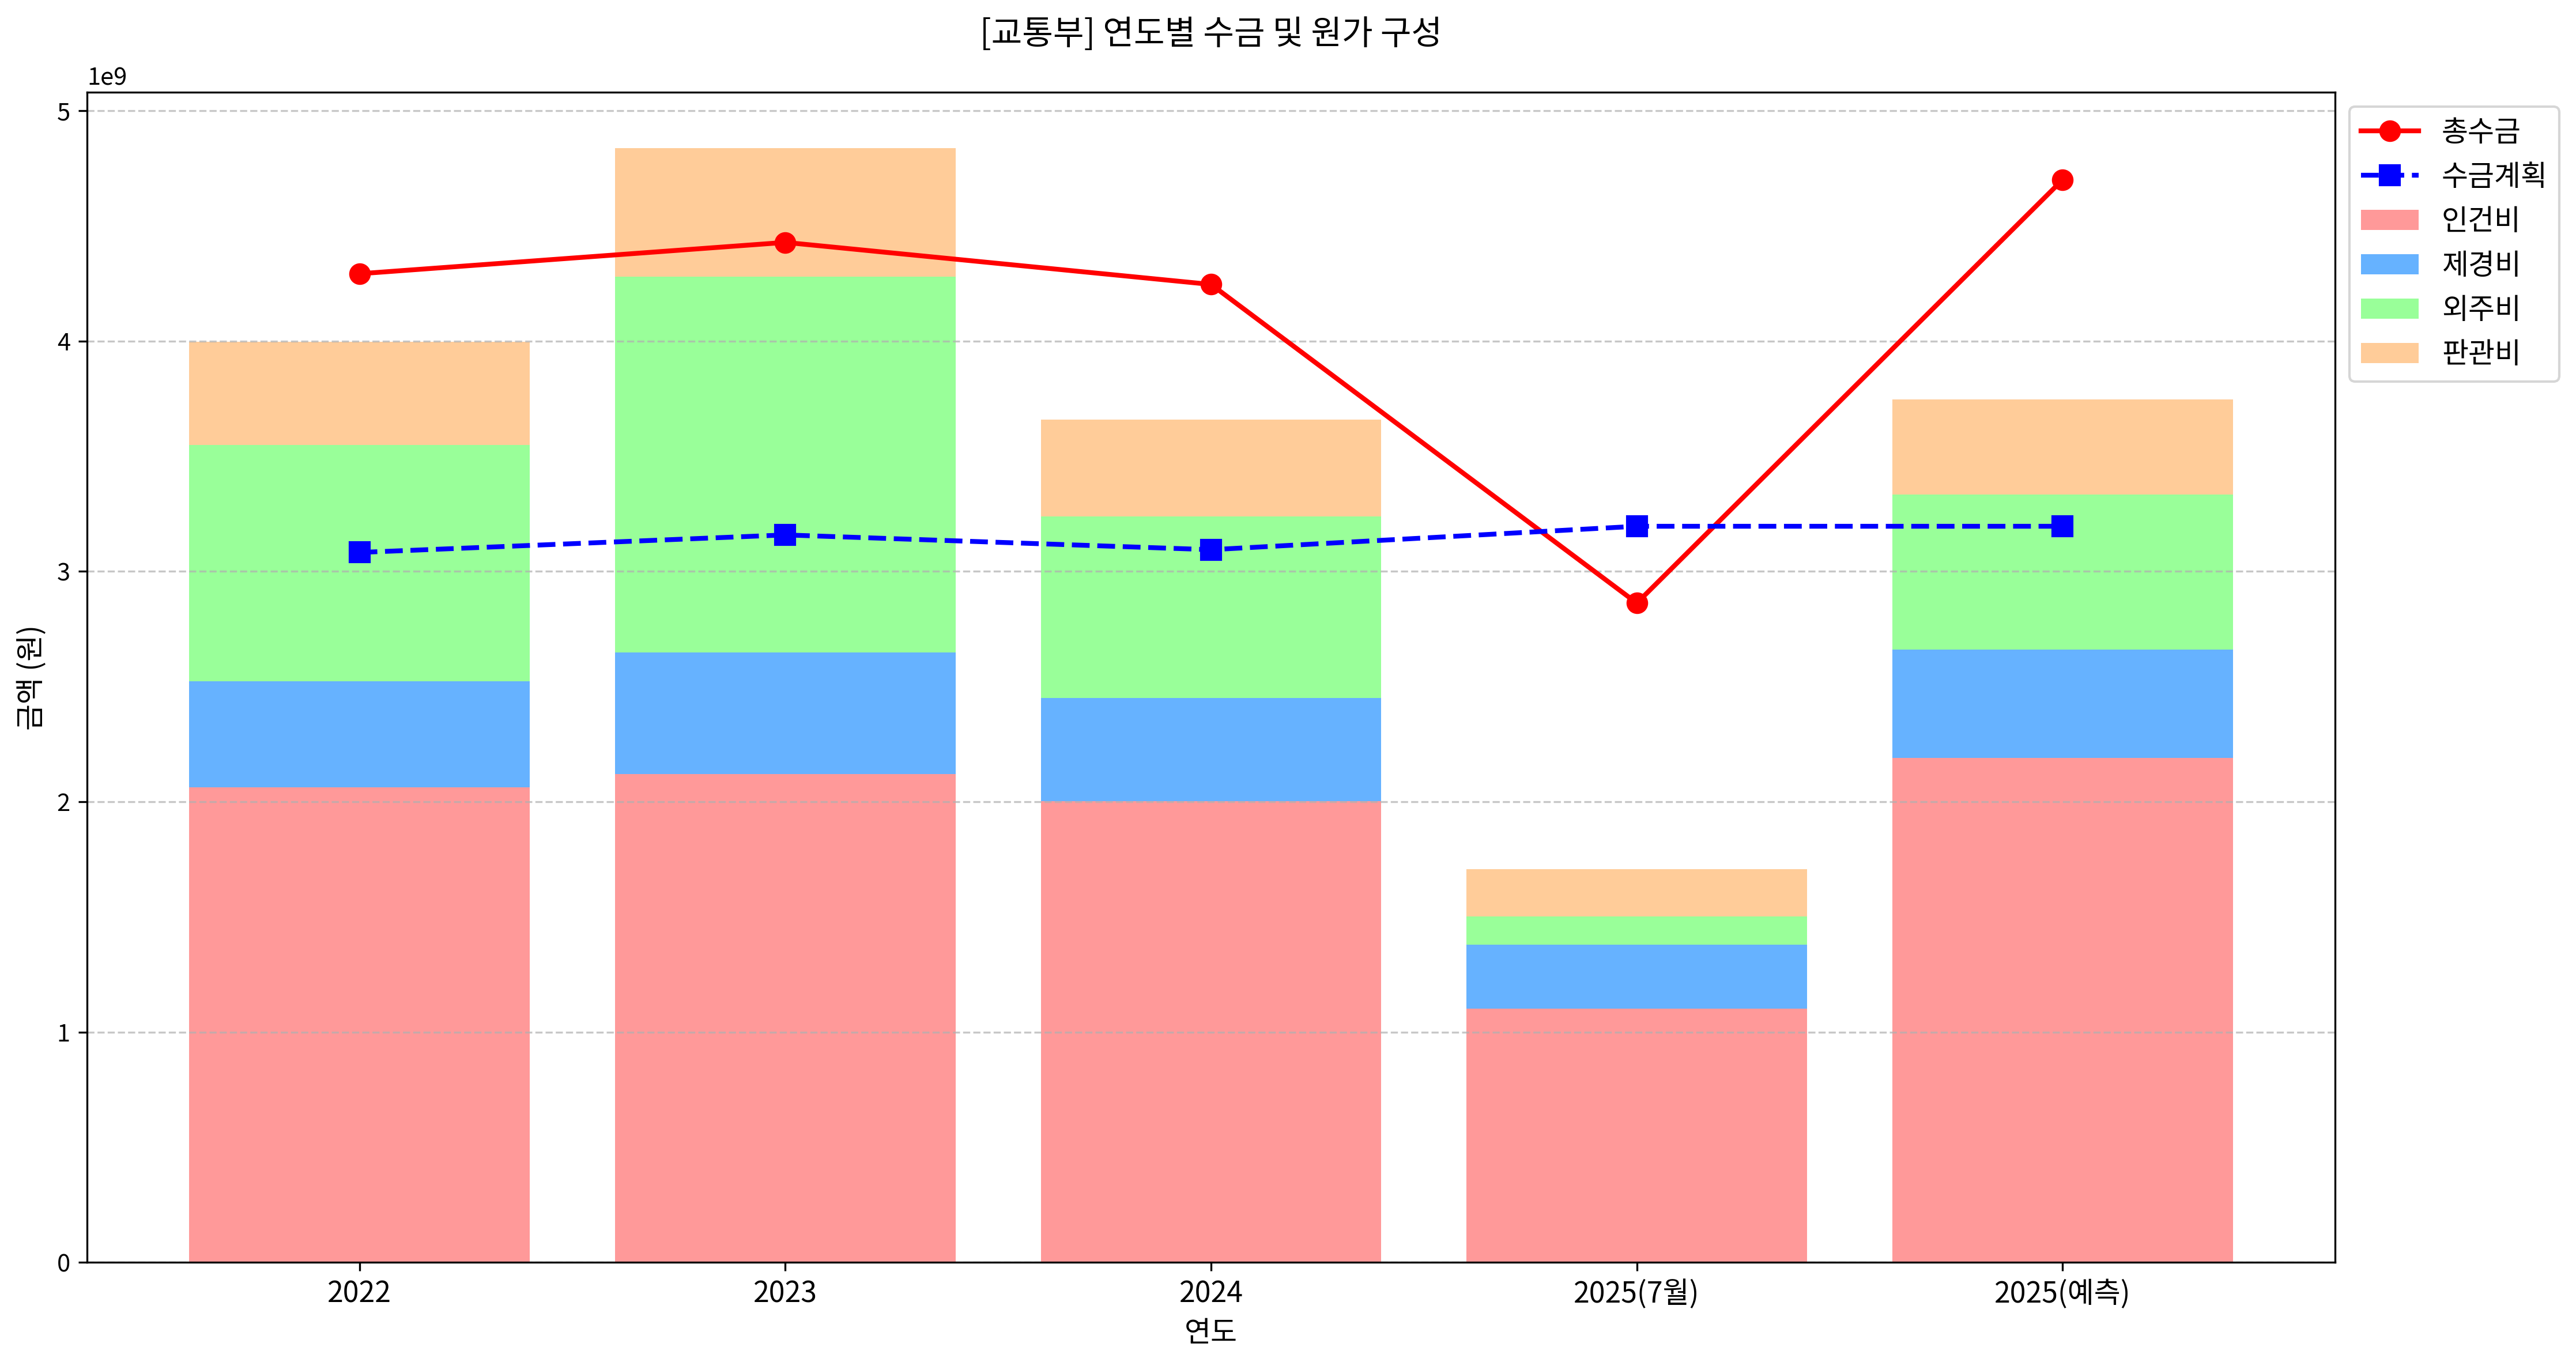 [교통부] 연도별 수금 및 원가 구성
1e9
5
4
3
2
1
0
금액 (원)
2022
2023
2024
2025(7월)
2025(예측)
연도
총수금
수금계획
인건비
제경비
외주비
판관비